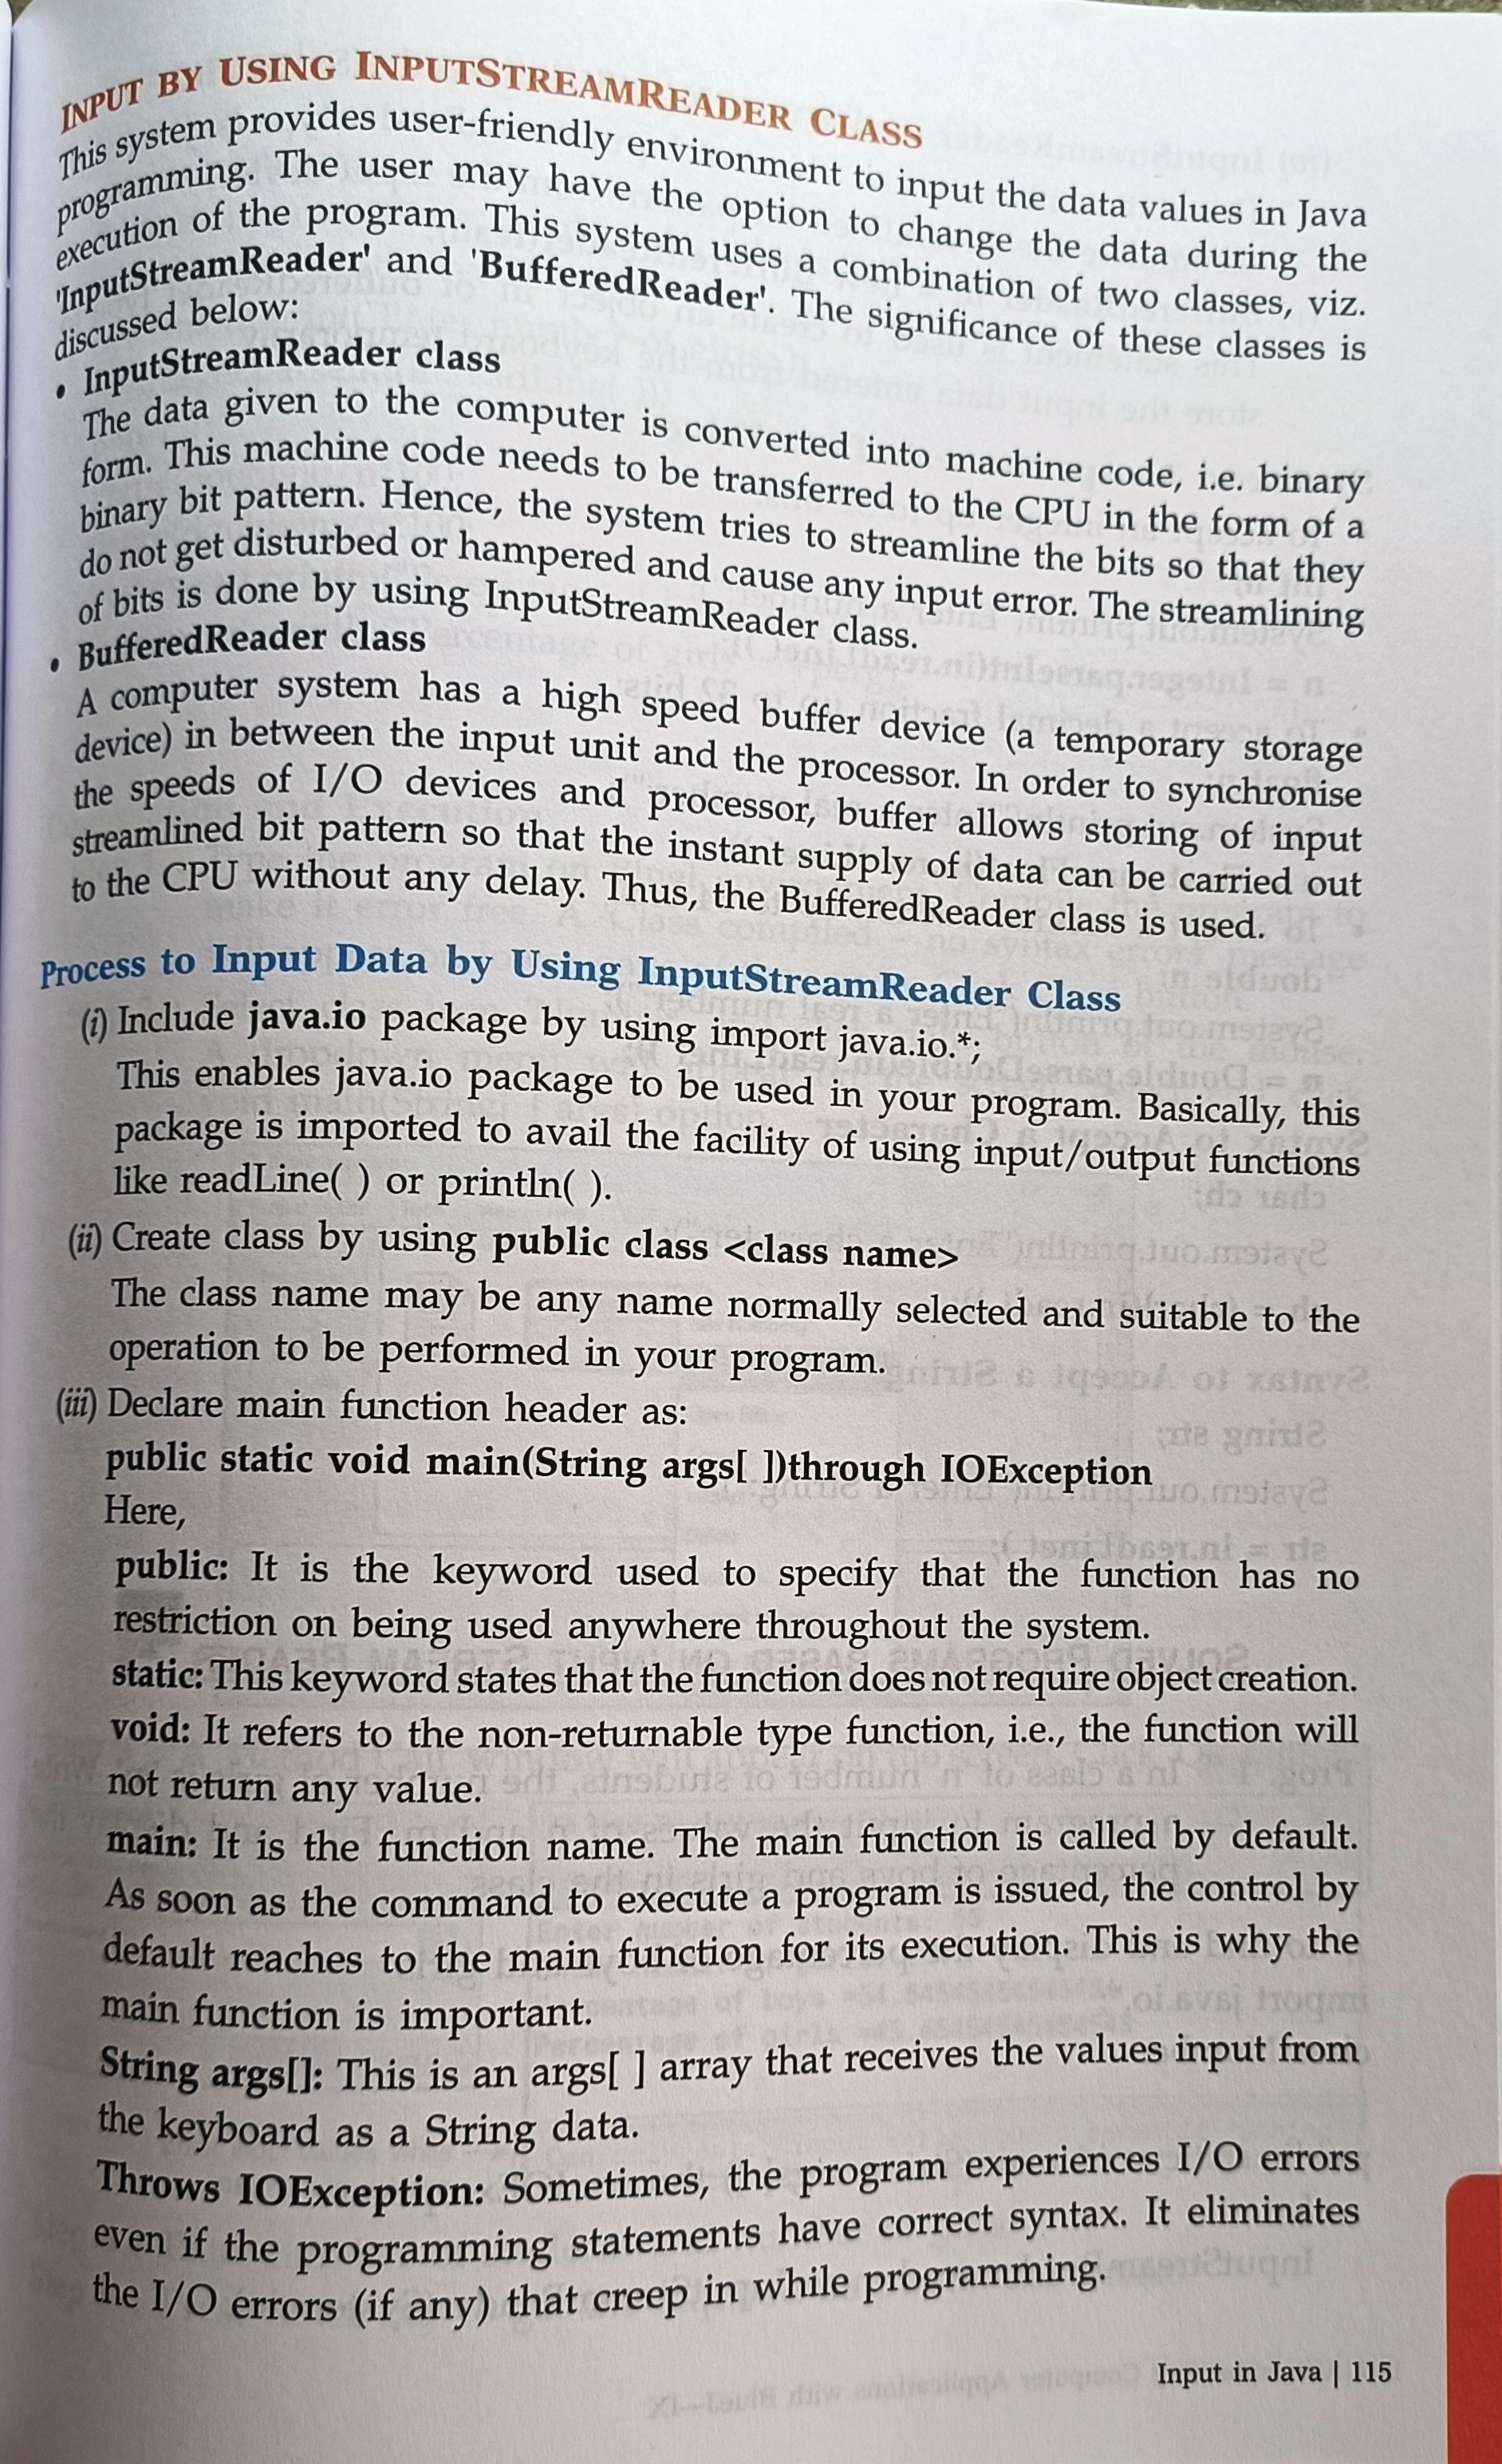 INPUT BY USING INPUTSTREAMREADER CLASS
This system provides user-friendly environment to input the data values in Java
programming. The user may have the option to change the data during the
execution of the program. This system uses a combination of two classes, viz.
'InputStreamReader' and 'BufferedReader'. The significance of these classes is
discussed below:
• InputStreamReader class
The data given to the computer is converted into machine code, i.e. binary
form. This machine code needs to be transferred to the CPU in the form of a
binary bit pattern. Hence, the system tries to streamline the bits so that they
do not get disturbed or hampered and cause any input error. The streamlining
of bits is done by using InputStreamReader class.
• BufferedReader class
A computer system has a high speed buffer device (a temporary storage
device) in between the input unit and the processor. In order to synchronise
the speeds of I/O devices and processor, buffer allows storing of input
streamlined bit pattern so that the instant supply of data can be carried out
to the CPU without any delay. Thus, the BufferedReader class is used.
Process to Input Data by Using InputStreamReader Class
(i) Include java.io package by using import java.io.*;
This enables java.io package to be used in your program. Basically, this
package is imported to avail the facility of using input/output functions
like readLine( ) or println( ).
(ii) Create class by using public class <class name>
The class name may be any name normally selected and suitable to the
operation to be performed in your program.
(iii) Declare main function header as:
public static void main(String args[ ])through IOException
Here,
public: It is the keyword used to specify that the function has no
restriction on being used anywhere throughout the system.
static: This keyword states that the function does not require object creation.
void: It refers to the non-returnable type function, i.e., the function will
not return any value.
main: It is the function name. The main function is called by default.
As soon as the command to execute a program is issued, the control by
default reaches to the main function for its execution. This is why the
main function is important.
String args[]: This is an args[ ] array that receives the values input from
the keyboard as a String data.
Throws IOException: Sometimes, the program experiences I/O errors
even if the programming statements have correct syntax. It eliminates
the I/O errors (if any) that creep in while programming.
Input in Java | 115